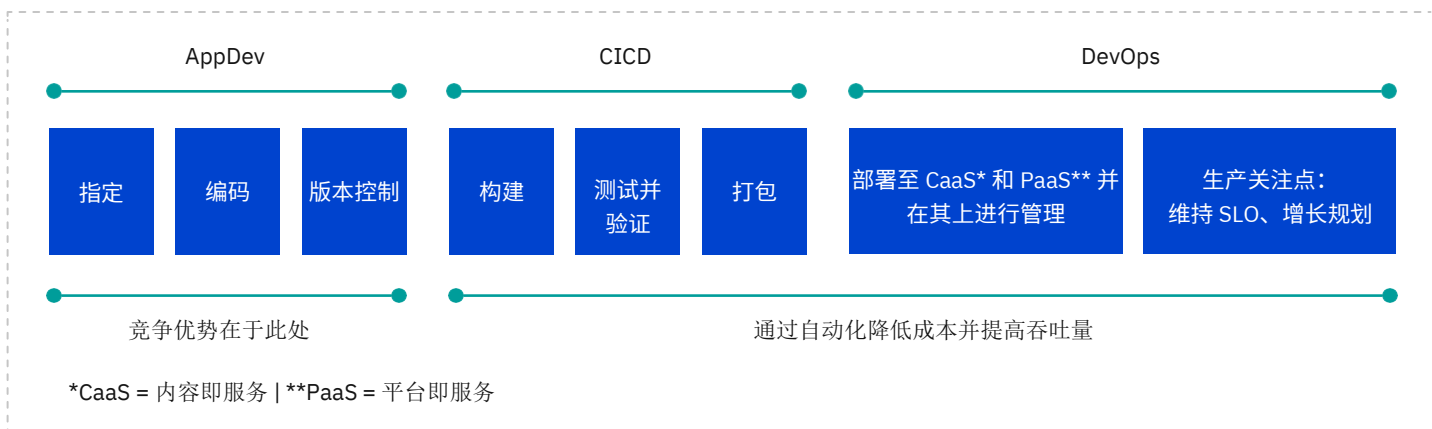 AppDev
CICD
DevOps
指定
编码
版本控制
构建
测试并
验证
打包
部署至 CaaS* 和 PaaS** 并
在其上进行管理
生产关注点：
维持 SLO、增长规划
竞争优势在于此处
通过自动化降低成本并提高吞吐量
*CaaS = 内容即服务 | **PaaS = 平台即服务